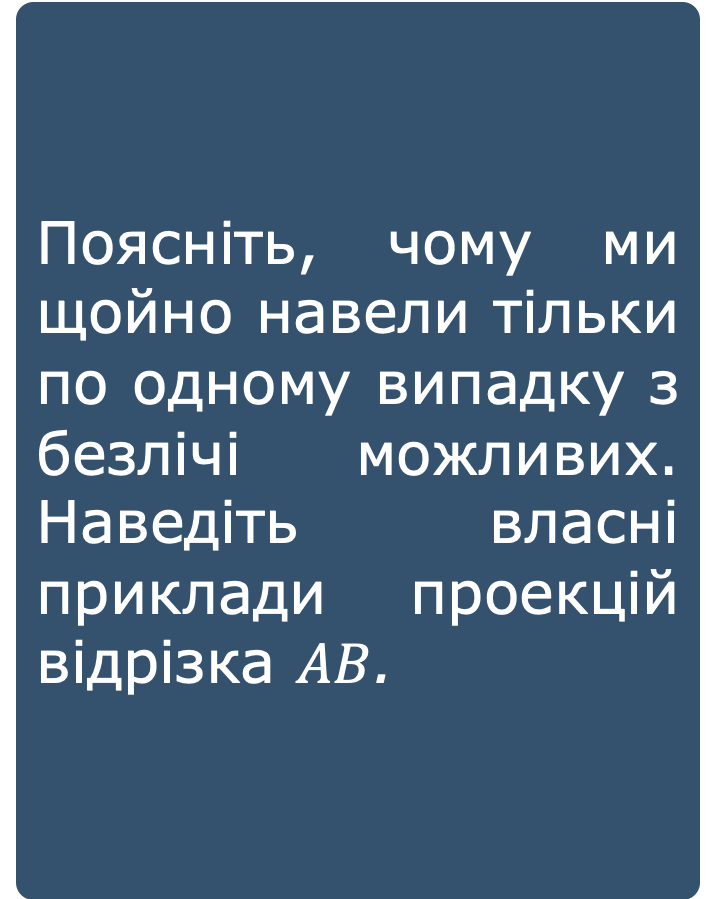 Поясніть, чому ми
щойно навели тільки
по одному випадку з
безлічі можливих.
Наведіть власні
приклади проекцій
відрізка AB.